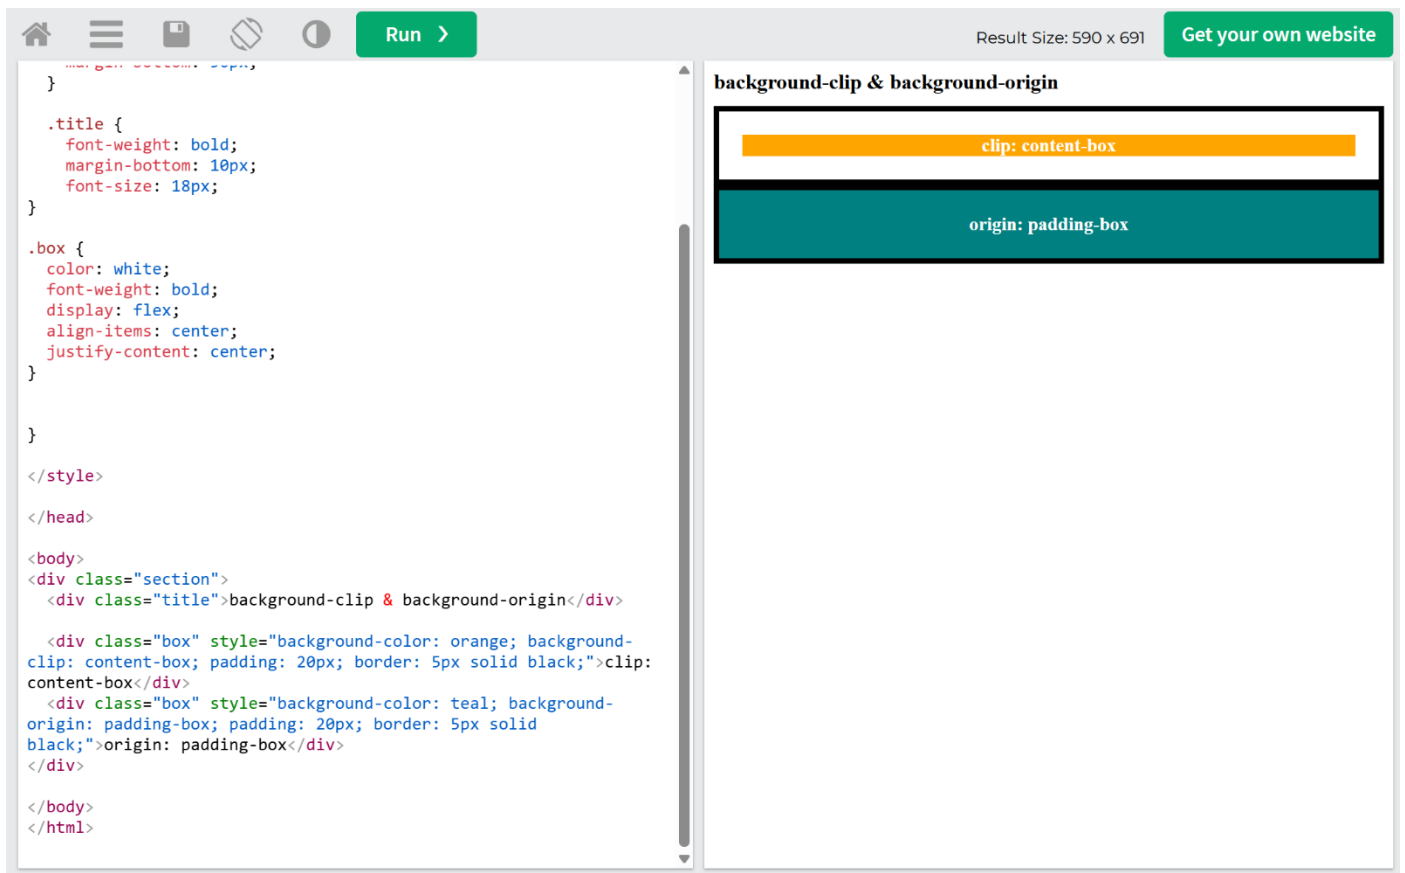 Run ❯
Result Size: 590 x 691
Get your own website
}
.title {
font-weight: bold;
margin-bottom: 10px;
font-size: 18px;
}
.box {
color: white;
font-weight: bold;
display: flex;
align-items: center;
justify-content: center;
}
}
</style>
</head>
<body>
<div class="section">
<div class="title">background-clip & background-origin</div>
<div class="box" style="background-color: orange; background-
clip: content-box; padding: 20px; border: 5px solid black;">clip:
content-box</div>
<div class="box" style="background-color: teal; background-
origin: padding-box; padding: 20px; border: 5px solid
black;">origin: padding-box</div>
</div>
</body>
</html>
background-clip & background-origin
clip: content-box
origin: padding-box